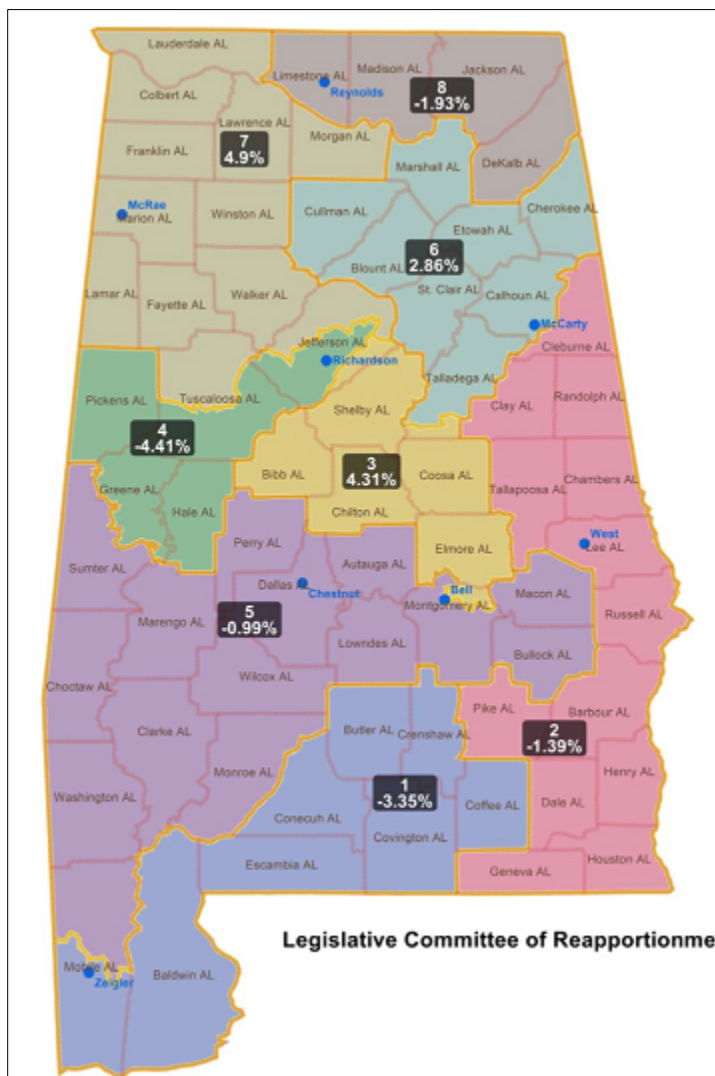 Lauderdale AL
Limestone AL
Madison AL
Jackson AL
Reynolds
8
-1.93%
Colbert AL
Lawrence AL
Franklin AL
7
4.9%
Morgan AL
Marshall AL
DeKalb AL
McRae
Marion AL
Winston AL
Cullman AL
Cherokee AL
Etowah AL
6
2.86%
Blount AL
St. Clair AL
Calhoun AL
Lamar AL
Fayette AL
Walker AL
McCarty
Jefferson AL
Richardson
Cleburne AL
Talladega AL
Pickens AL
Tuscaloosa AL
Shelby AL
Clay AL
Randolph AL
4
-4.41%
3
4.31%
Bibb AL
Coosa AL
Tallapoosa AL
Chambers AL
Greene AL
Hale AL
Chilton AL
West
Lee AL
Perry AL
Autauga AL
Elmore AL
Sumter AL
Dallas AL
Chestnut
Bell
Montgomery AL
Macon AL
Russell AL
Marengo AL
5
-0.99%
Lowndes AL
Bullock AL
Choctaw AL
Wilcox AL
Clarke AL
Butler AL
Crenshaw AL
Pike AL
Barbour AL
2
-1.39%
Monroe AL
Henry AL
Washington AL
1
-3.35%
Conecuh AL
Coffee AL
Dale AL
Covington AL
Escambia AL
Geneva AL
Houston AL
Legislative Committee of Reapportionme
Mobile AL
Zeigler
Baldwin AL